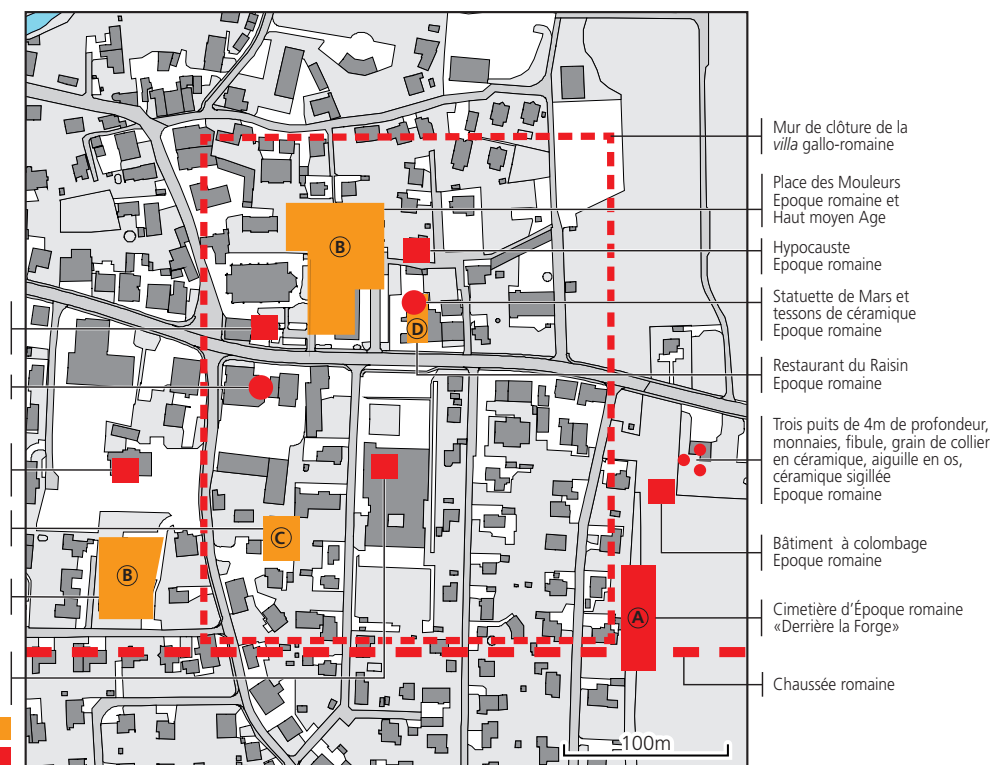 Mur de clôture de la
villa gallo-romaine
Place des Mouleurs
Epoque romaine et
Haut moyen Age
Hypocauste
Epoque romaine
Statuette de Mars et
tessons de céramique
Epoque romaine
Restaurant du Raisin
Epoque romaine
Trois puits de 4m de profondeur,
monnaies, fibule, grain de collier
en céramique, aiguille en os,
céramique sigillée
Epoque romaine
Bâtiment à colombage
Epoque romaine
Cimetière d'Époque romaine
«Derrière la Forge»
Chaussée romaine
B
D
C
B
A
100m